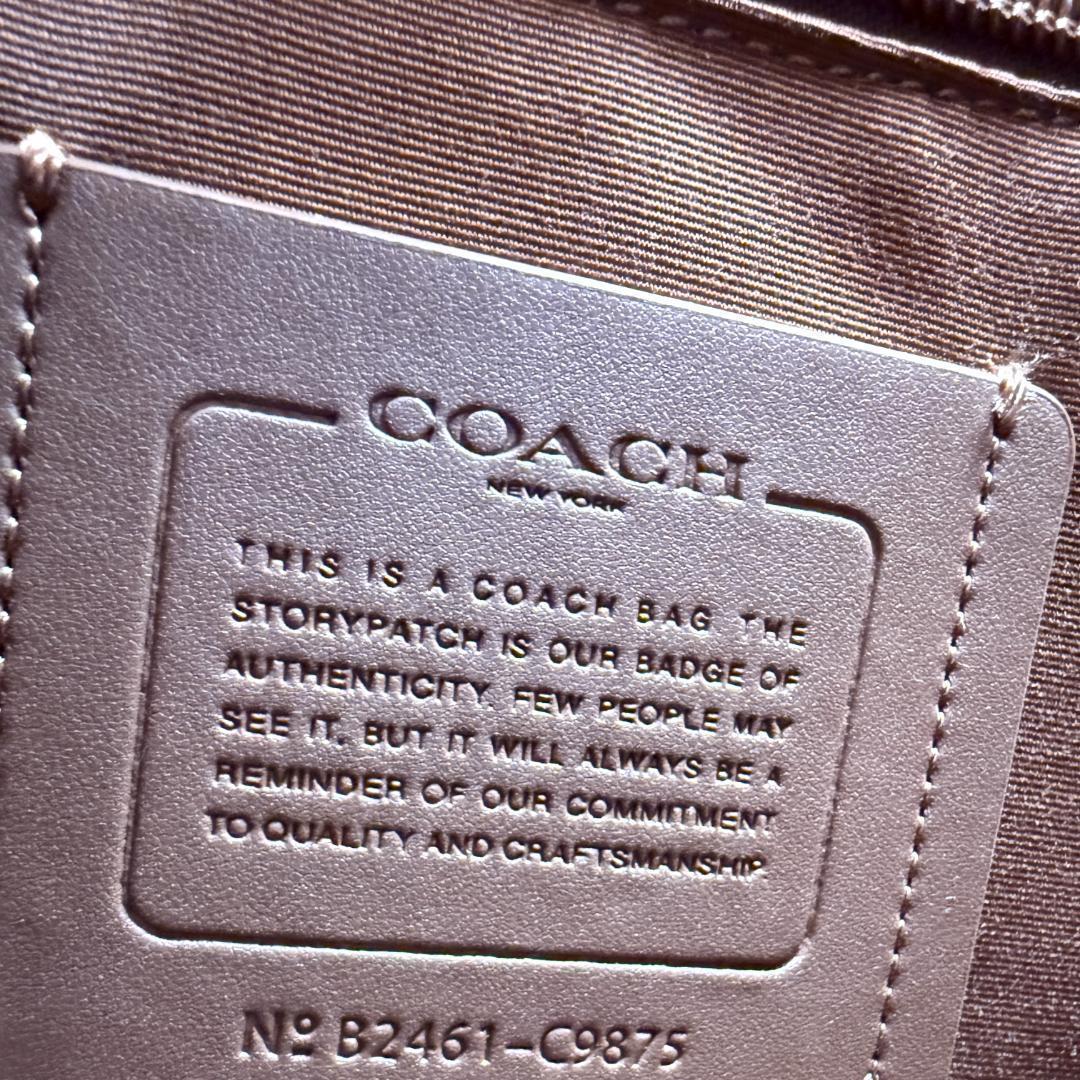 COACH
NEW YORK
THIS IS A COACH BAG. THE
STORYPATCH IS OUR BADGE OF
AUTHENTICITY. FEW PEOPLE MAY
SEE IT, BUT IT WILL ALWAYS BE A
REMINDER OF OUR COMMITMENT
TO QUALITY AND CRAFTSMANSHIP.
Nº B2461-C9875